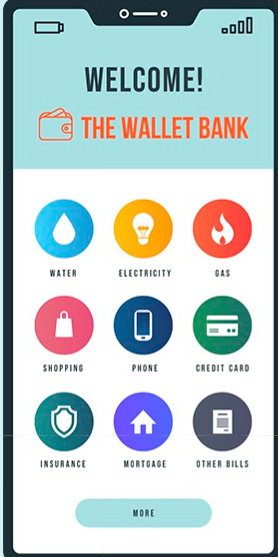 WELCOME!
THE WALLET BANK
WATER
ELECTRICITY
GAS
SHOPPING
PHONE
CREDIT CARD
INSURANCE
MORTGAGE
OTHER BILLS
MORE